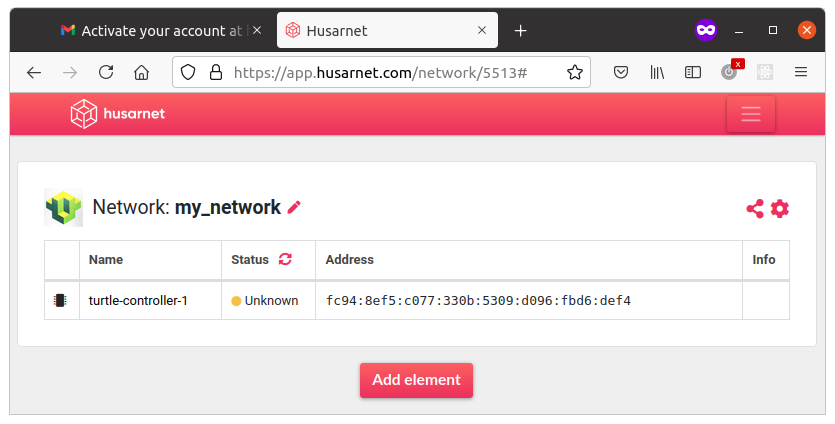 Activate your account at
Husarnet
https://app.husarnet.com/network/5513#
x
husarnet
Network: my_network
Name Status Address Info
turtle-controller-1 Unknown fc94:8ef5:c077:330b:5309:d096:fbd6:def4
Add element